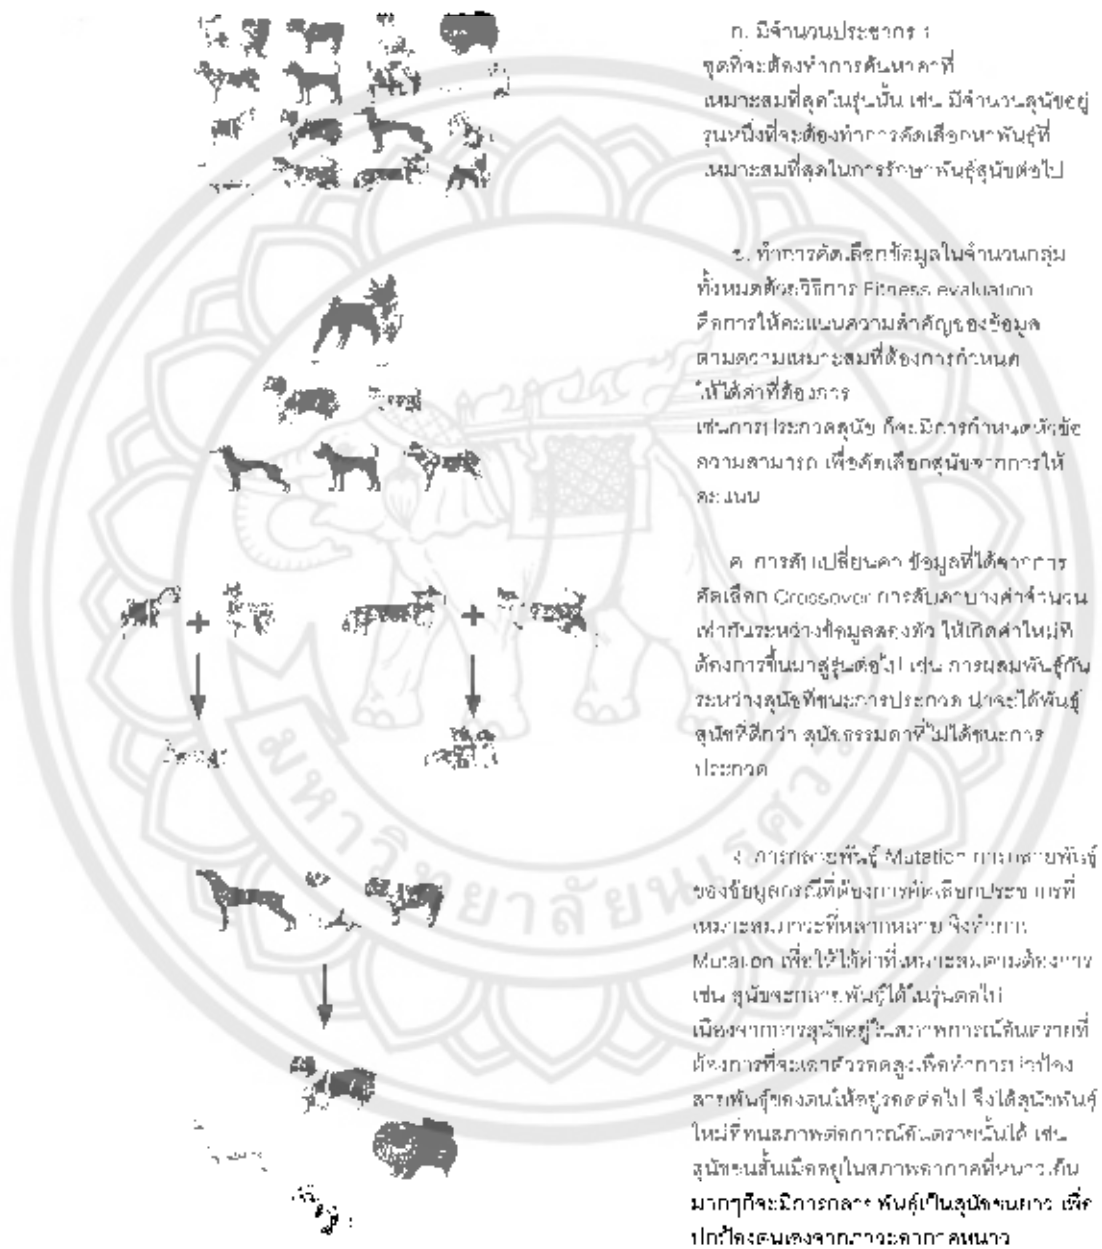 ก. มีจำนวนประชากร 1
ชุดที่จะต้องทำการค้นหาค่าที่
เหมาะสมที่สุดในรุ่นนั้น เช่น มีจำนวนสุนัขอยู่
รุ่นหนึ่งที่จะต้องทำการคัดเลือกหาพันธุ์ที่
เหมาะสมที่สุดในการรักษาพันธุ์สุนัขต่อไป
ข. ทำการคัดเลือกข้อมูลในจำนวนกลุ่ม
ทั้งหมดด้วยวิธีการ Fitness evaluation
คือการให้คะแนนความสำคัญของข้อมูล
ตามความเหมาะสมที่ต้องการกำหนด
ให้ได้ค่าที่ต้องการ
เช่นการประกวดสุนัข ก็จะมีการกำหนดหัวข้อ
ความสามารถ เพื่อคัดเลือกสุนัขจากการให้
คะแนน
ค. การสับเปลี่ยนค่า ข้อมูลที่ได้จากการ
คัดเลือก Crossover การสับค่าบางค่าจำนวน
เท่ากันระหว่างข้อมูลสองตัว ให้เกิดค่าใหม่ที่
ต้องการขึ้นมาสู่รุ่นต่อไป เช่น การผสมพันธุ์กัน
ระหว่างสุนัขที่ชนะการประกวด น่าจะได้พันธุ์
สุนัขที่ดีกว่า สุนัขธรรมดาที่ไม่ได้ชนะการ
ประกวด
ง. การกลายพันธุ์ Mutation การกลายพันธุ์
ของข้อมูลกรณีที่ต้องการคัดเลือกประชากรที่
เหมาะสมภาวะที่หลากหลาย จึงทำการ
Mutation เพื่อให้ได้ค่าที่เหมาะสมตามต้องการ
เช่น สุนัขจะกลายพันธุ์ได้ในรุ่นต่อไป
เนื่องจากการสุนัขอยู่ในสภาพการณ์อันตรายที่
ต้องการที่จะเอาตัวรอดสูงเพื่อทำการปกป้อง
สายพันธุ์ของตนให้อยู่รอดต่อไป จึงได้สุนัขพันธุ์
ใหม่ที่ทนสภาพต่อการณ์อันตรายนั้นได้ เช่น
สุนัขขนสั้นเมื่ออยู่ในสภาพอากาศที่หนาวเย็น
มากๆก็จะมีการกลายพันธุ์เป็นสุนัขขนยาว เพื่อ
ปกป้องตนเองจากภาวะอากาศหนาว
มหาวิทยาลัยนเรศวร